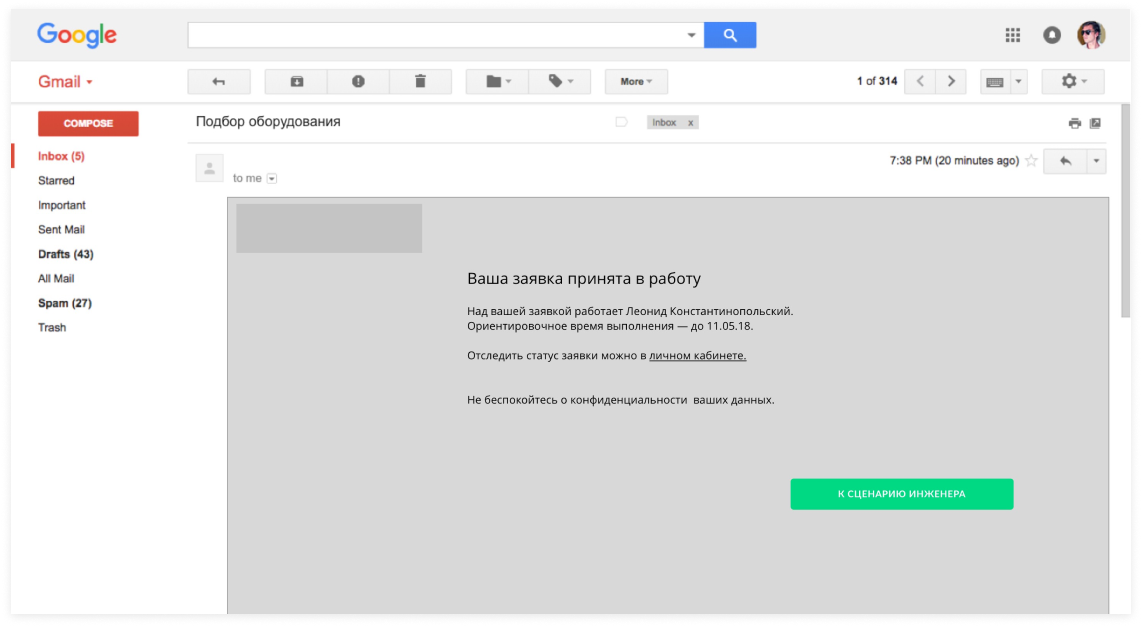 Google
Gmail
More
1 of 314
COMPOSE
Подбор оборудования
Inbox x
Inbox (5)
Starred
Important
Sent Mail
Drafts (43)
All Mail
Spam (27)
Trash
7:38 PM (20 minutes ago)
to me
Ваша заявка принята в работу
Над вашей заявкой работает Леонид Константинопольский.
Ориентировочное время выполнения — до 11.05.18.
Отследить статус заявки можно в личном кабинете.
Не беспокойтесь о конфиденциальности ваших данных.
К СЦЕНАРИЮ ИНЖЕНЕРА